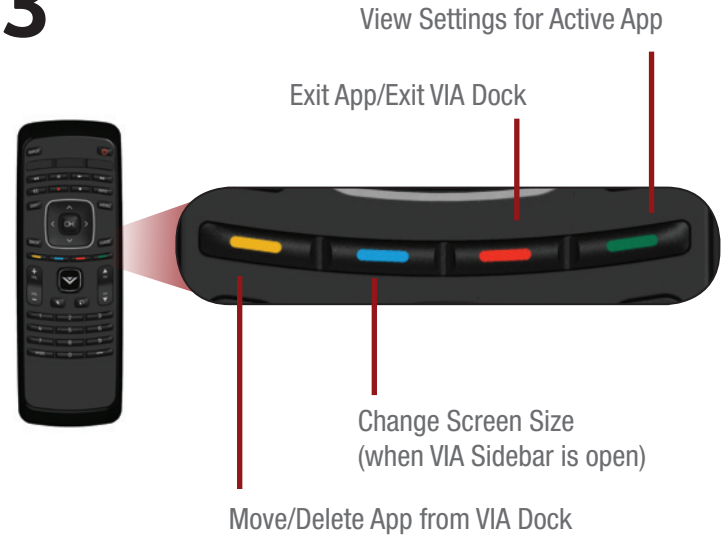 3
View Settings for Active App
Exit App/Exit VIA Dock
OK
Change Screen Size
(when VIA Sidebar is open)
Move/Delete App from VIA Dock